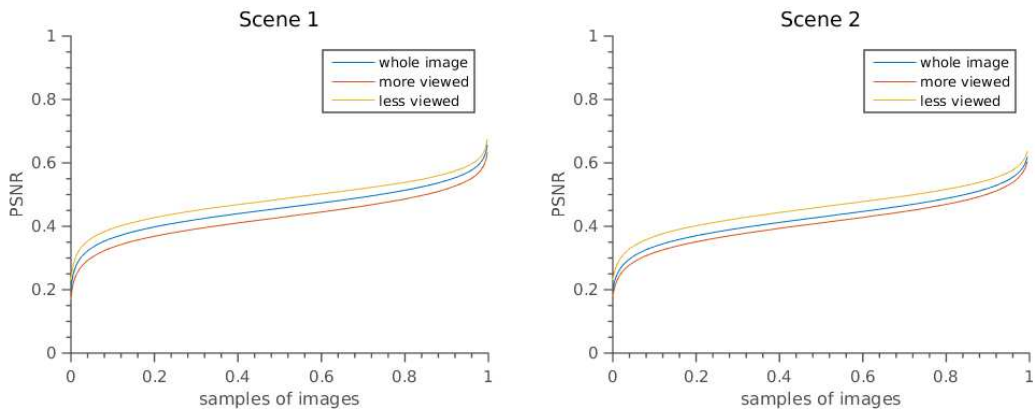 Scene 1
1
0.8
0.6
0.4
0.2
0
PSNR
whole image
more viewed
less viewed
0 0.2 0.4 0.6 0.8 1
samples of images
Scene 2
1
0.8
0.6
0.4
0.2
0
PSNR
whole image
more viewed
less viewed
0 0.2 0.4 0.6 0.8 1
samples of images